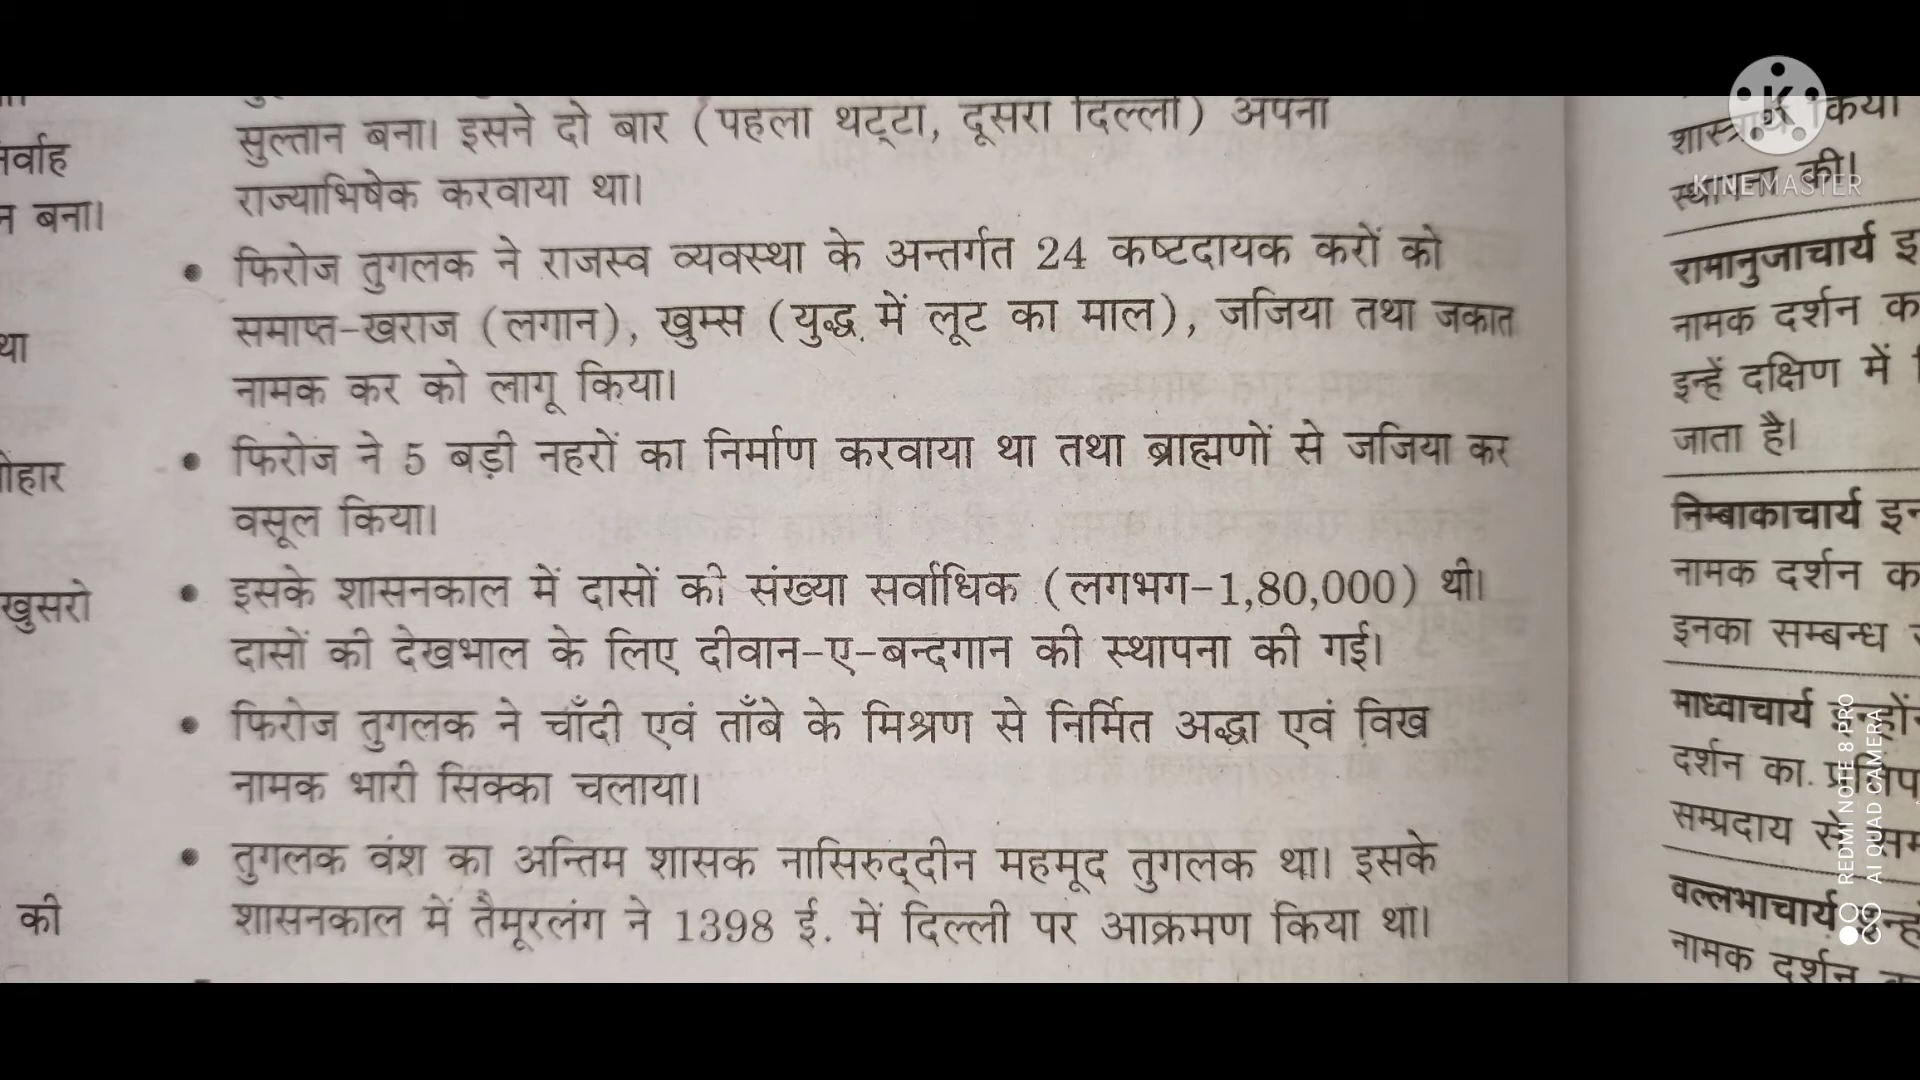 सुल्तान बना। इसने दो बार (पहला थट्टा, दूसरा दिल्ली) अपना
राज्याभिषेक करवाया था।
• फिरोज तुगलक ने राजस्व व्यवस्था के अन्तर्गत 24 कष्टदायक करों को
समाप्त-खराज (लगान), खुम्स (युद्ध में लूट का माल), जजिया तथा जकात
नामक कर को लागू किया।
• फिरोज ने 5 बड़ी नहरों का निर्माण करवाया था तथा ब्राह्मणों से जजिया कर
वसूल किया।
• इसके शासनकाल में दासों की संख्या सर्वाधिक (लगभग-1,80,000) थी।
दासों की देखभाल के लिए दीवान-ए-बन्दगान की स्थापना की गई।
• फिरोज तुगलक ने चाँदी एवं ताँबे के मिश्रण से निर्मित अद्धा एवं विख
नामक भारी सिक्का चलाया।
• तुगलक वंश का अन्तिम शासक नासिरुद्दीन महमूद तुगलक था। इसके
शासनकाल में तैमूरलंग ने 1398 ई. में दिल्ली पर आक्रमण किया था।
न बना।
था
खुसरो
की
किया
स्थापना की।
रामानुजाचार्य
नामक दर्शन
इन्हें दक्षिण में
जाता है।
निम्बाकाचार्य
नामक दर्शन
इनका सम्बन्ध
माध्वाचार्य
दर्शन का
सम्प्रदाय से
वल्लभाचार्य
नामक दर्शन
K
KINEMASTER
REDMI NOTE 8 PRO
AI QUAD CAMERA